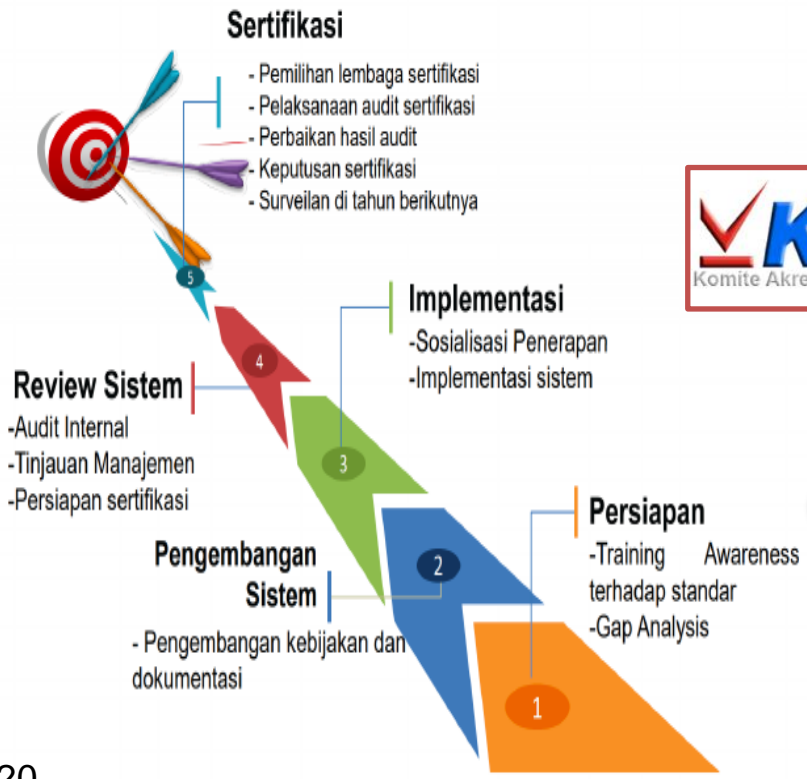 Sertifikasi
- Pemilihan lembaga sertifikasi
- Pelaksanaan audit sertifikasi
- Perbaikan hasil audit
- Keputusan sertifikasi
- Surveilan di tahun berikutnya
5
K
Komite Akre
Implementasi
-Sosialisasi Penerapan
-Implementasi sistem
4
Review Sistem
-Audit Internal
-Tinjauan Manajemen
-Persiapan sertifikasi
3
Persiapan
-Training Awareness
terhadap standar
-Gap Analysis
Pengembangan
Sistem
- Pengembangan kebijakan dan
dokumentasi
2
1
20